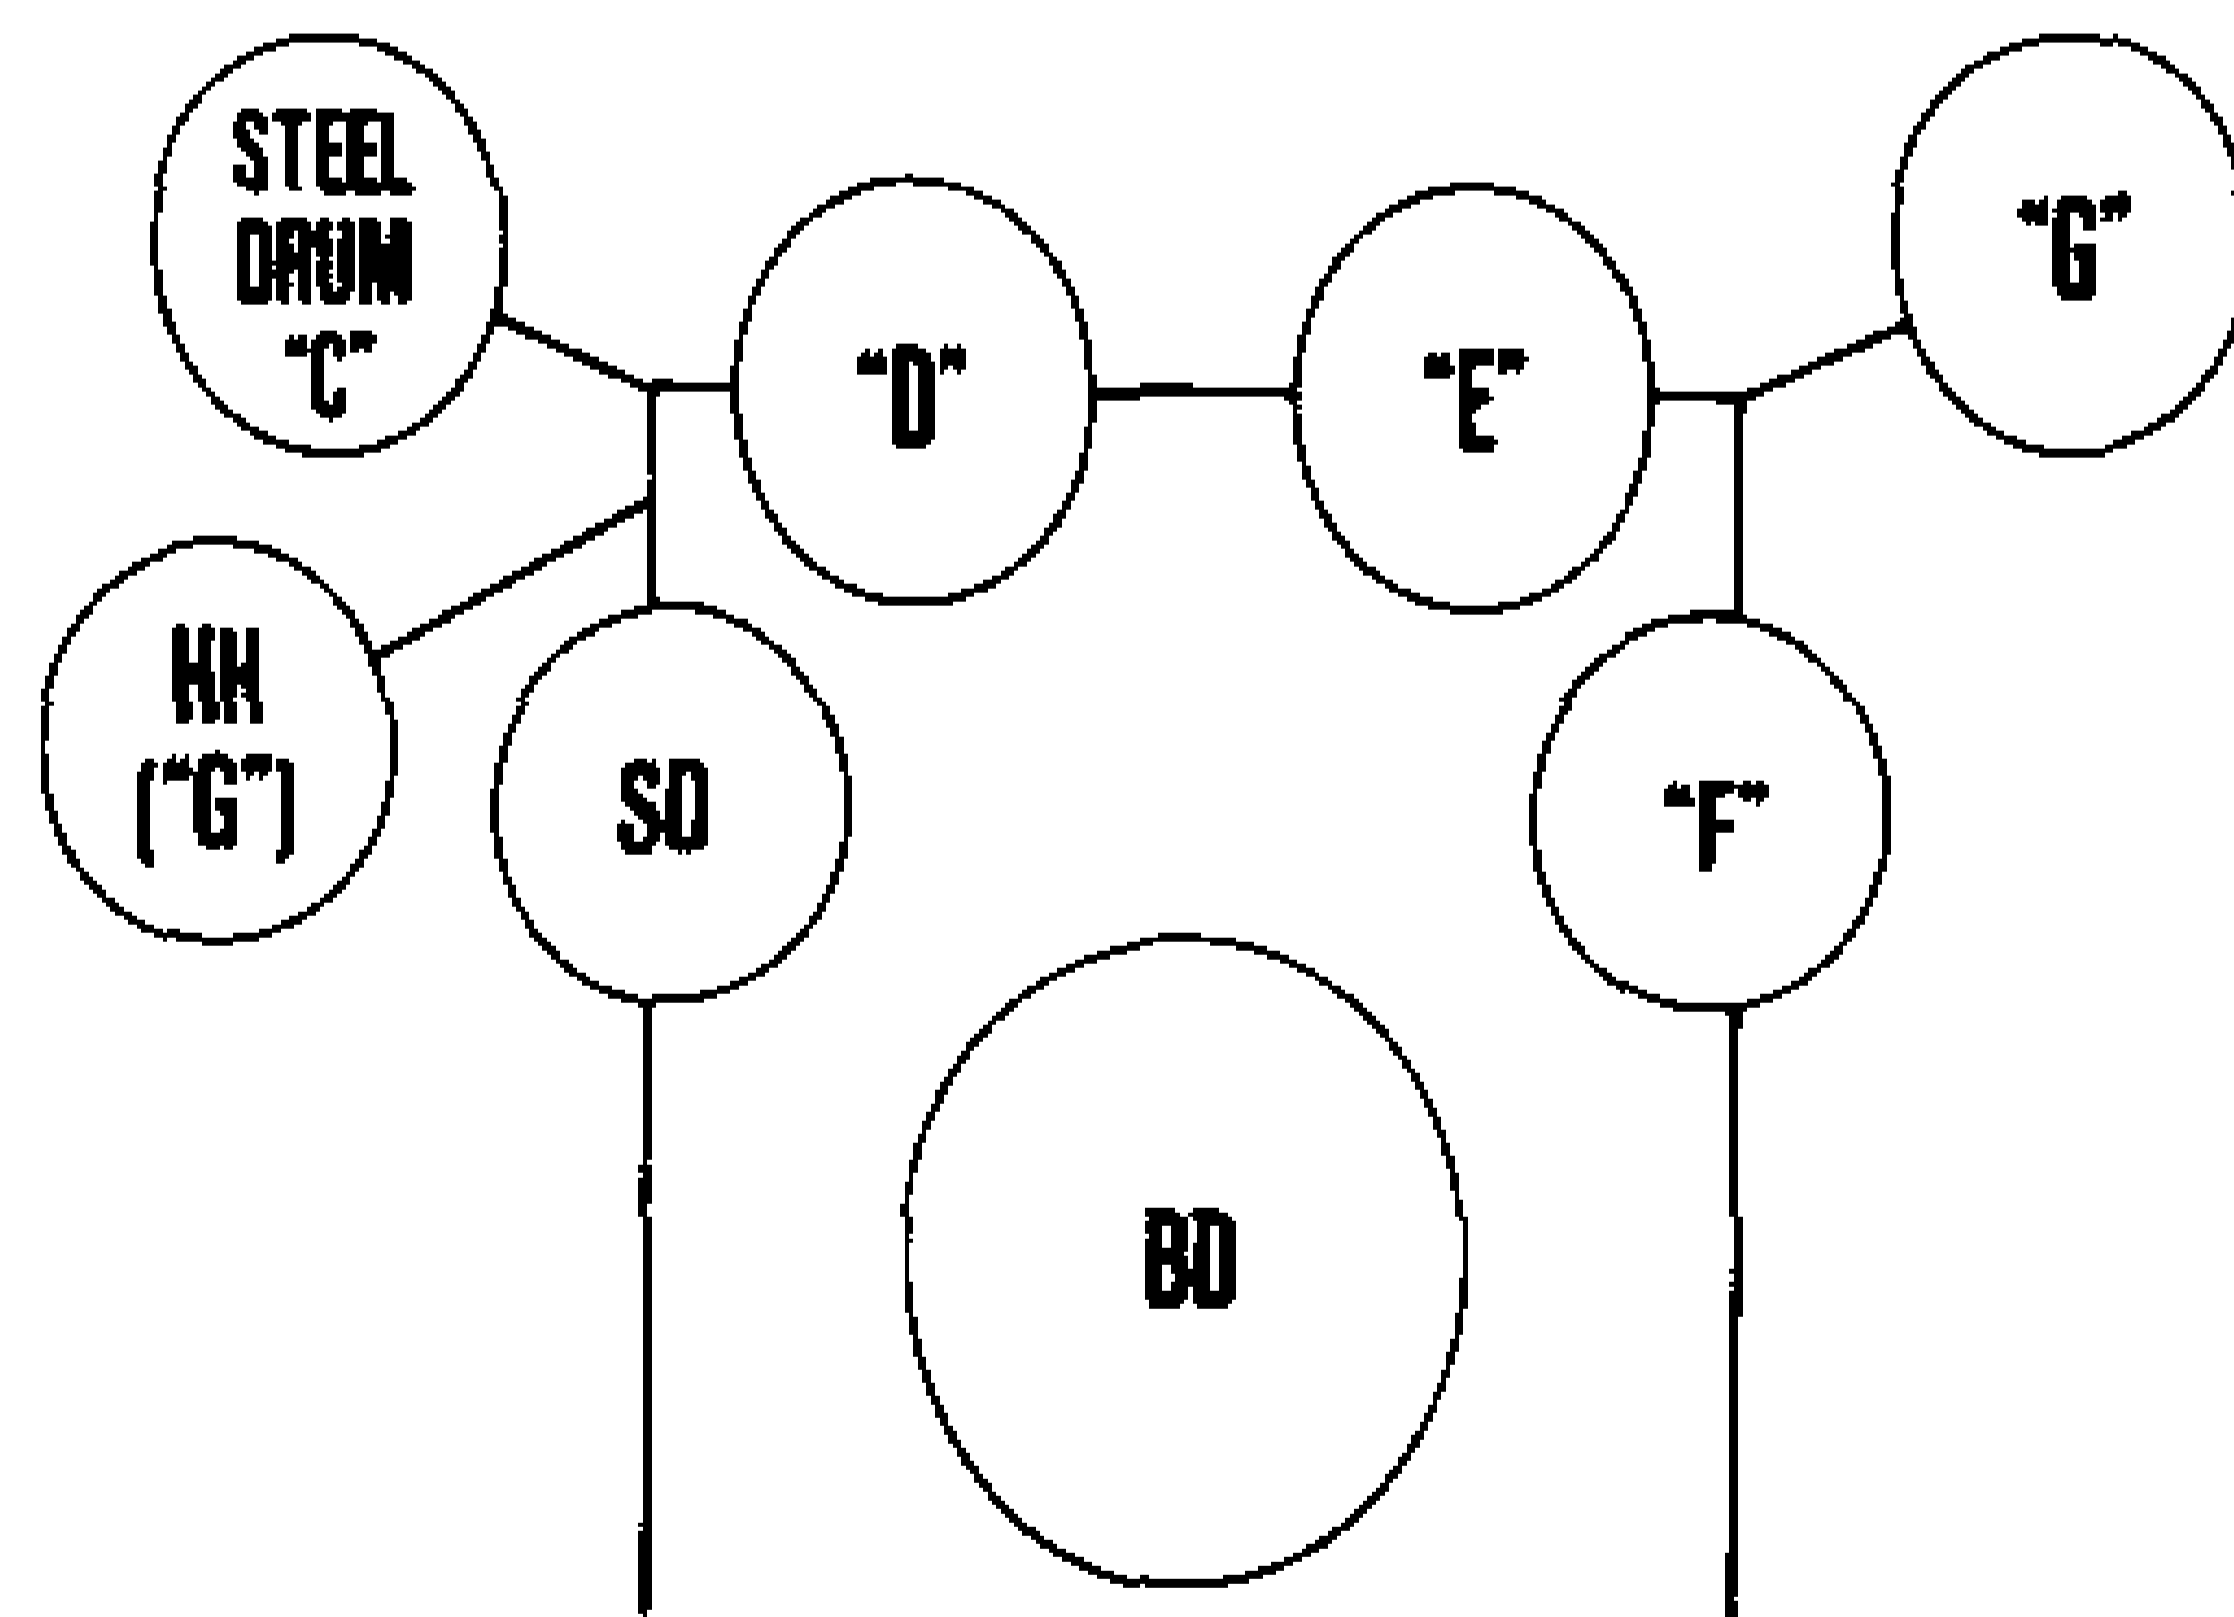 STEEL
DRUM
“C”
“D”
“E”
“G”
HH
(“G”)
SD
“F”
BD